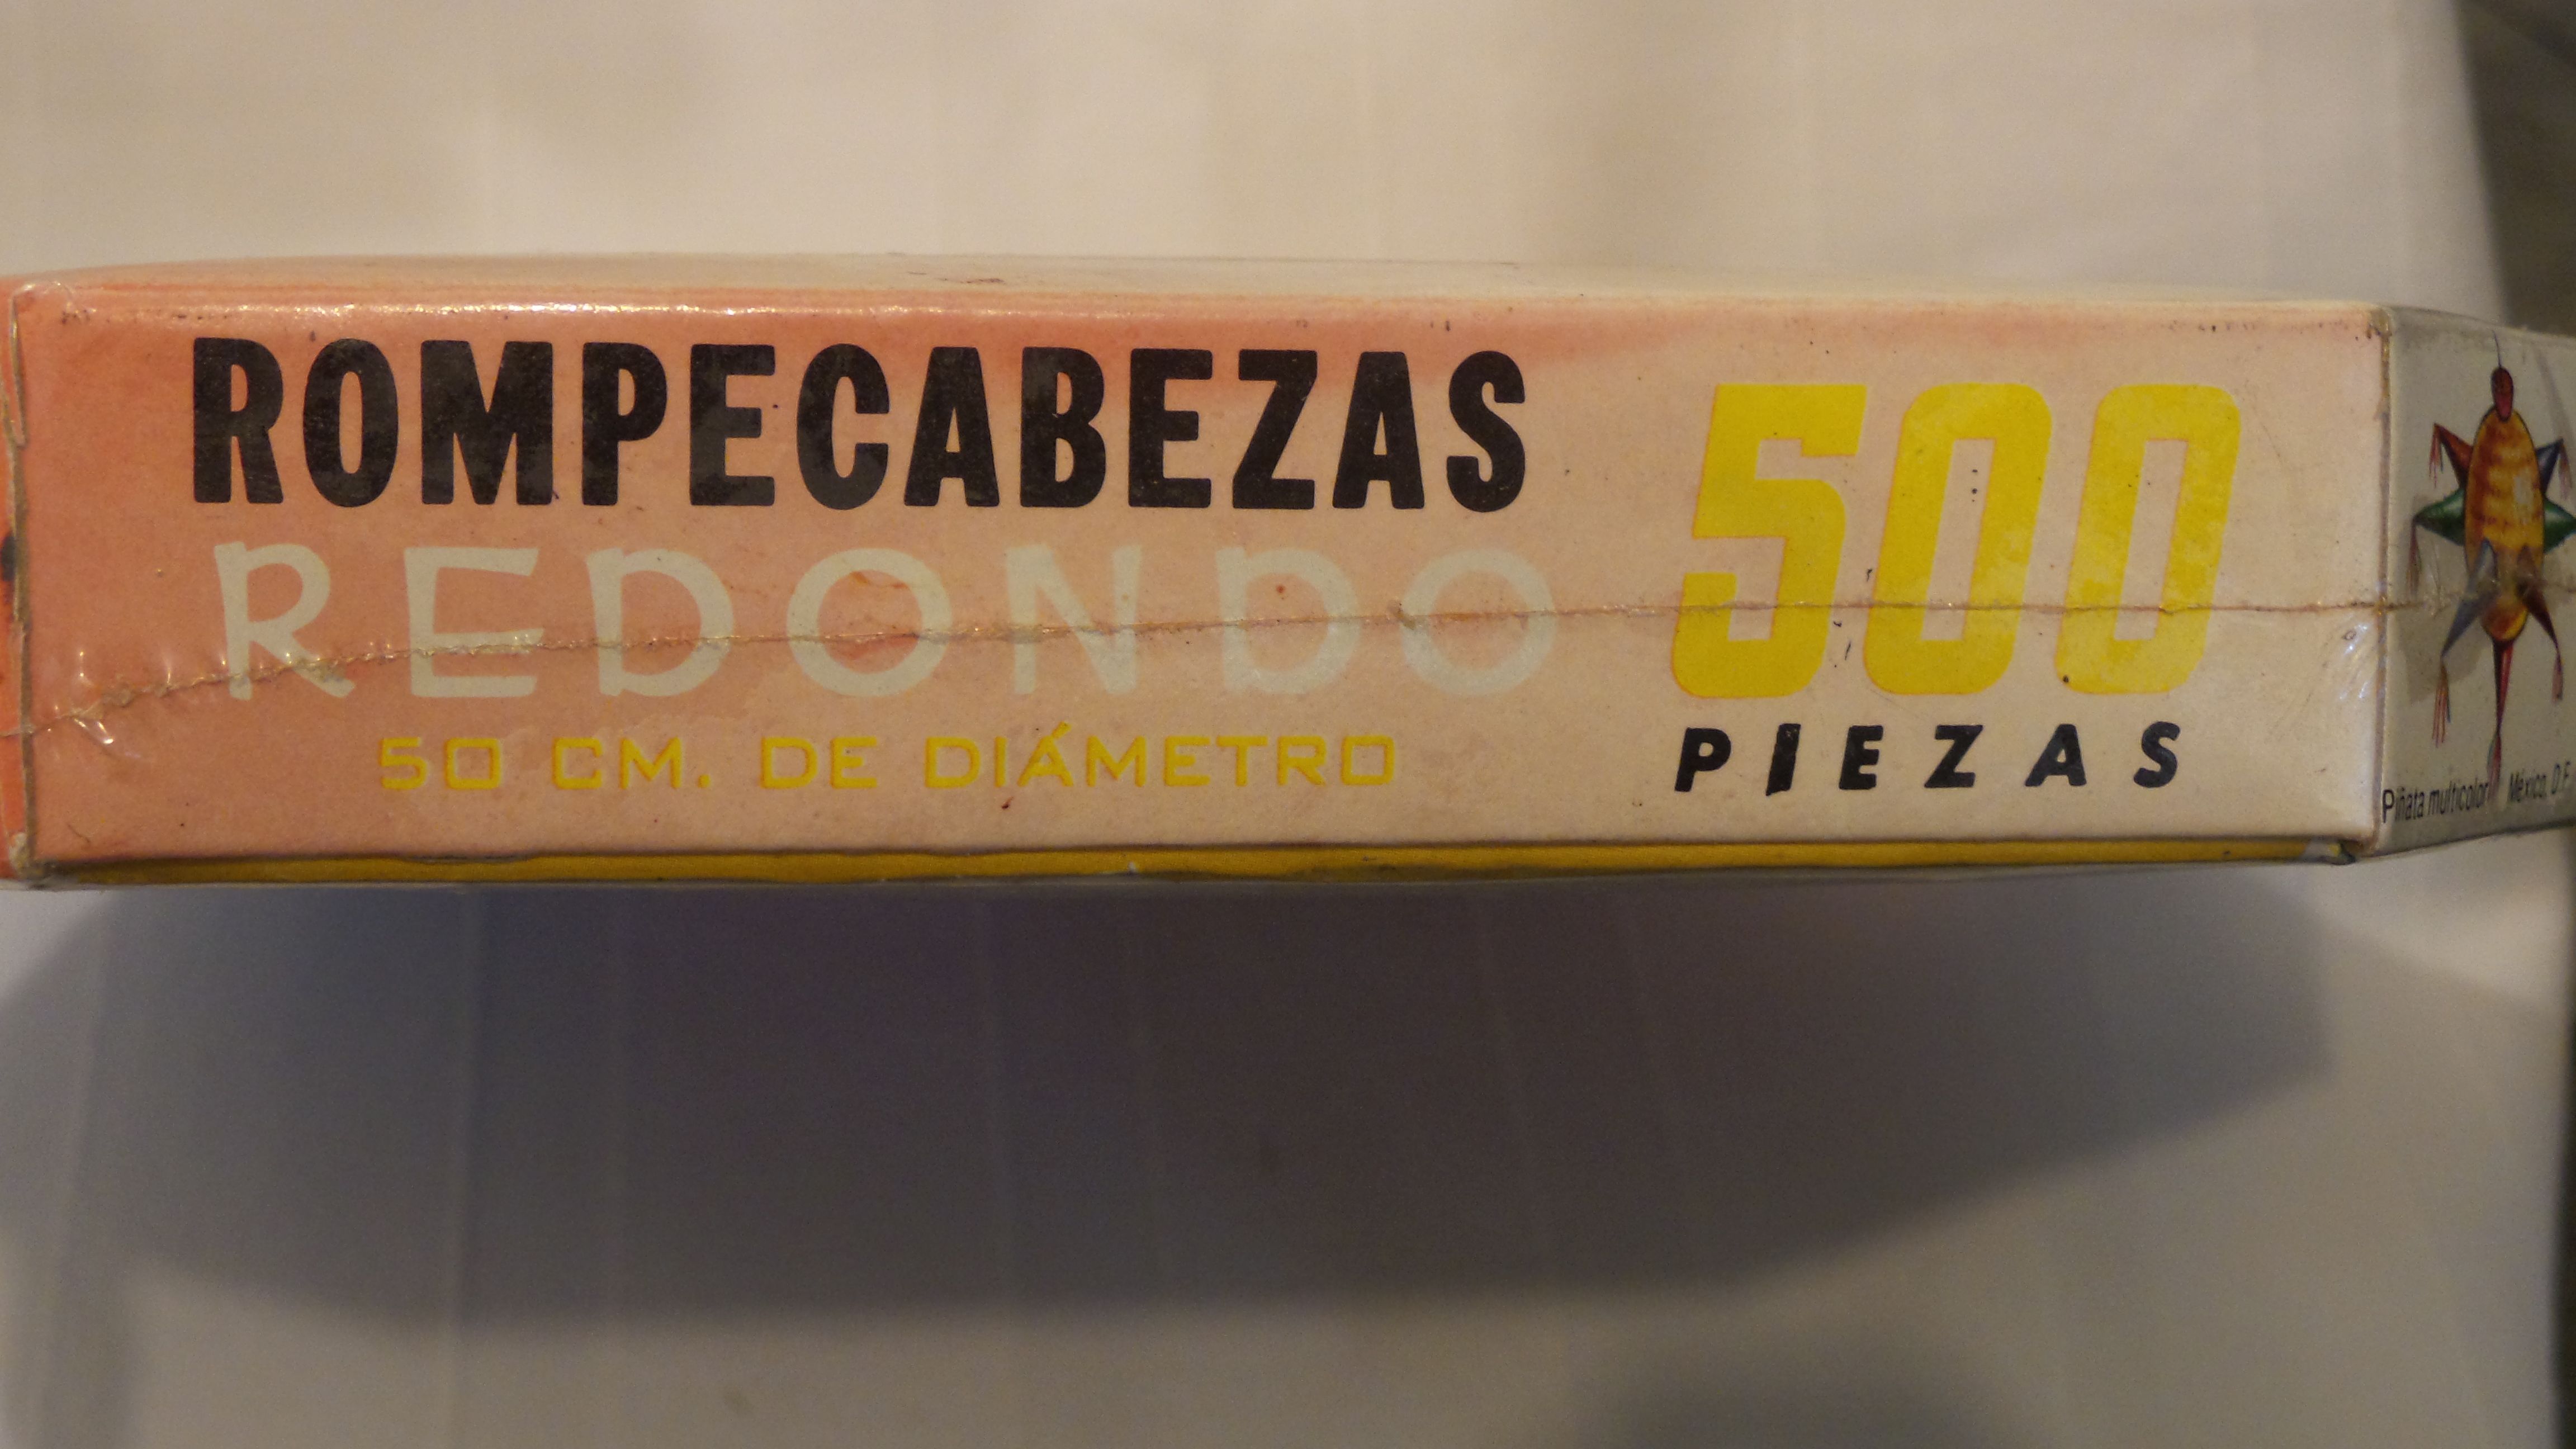 ROMPECABEZAS
REDONDO
50 CM. DE DIÁMETRO
500
PIEZAS
Piñata multicolor México, D.F.